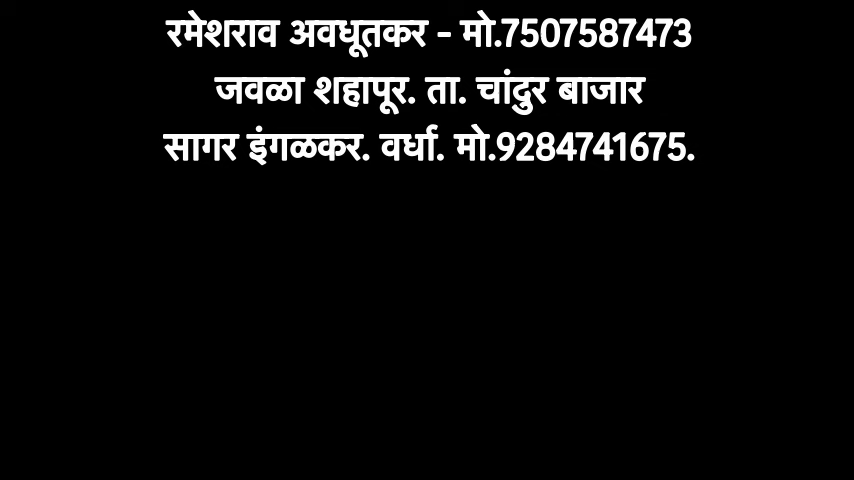 रमेशराव अवधूतकर - मो.7507587473
जवळा शहापूर. ता. चांदुर बाजार
सागर इंगळकर. वर्धा. मो.9284741675.